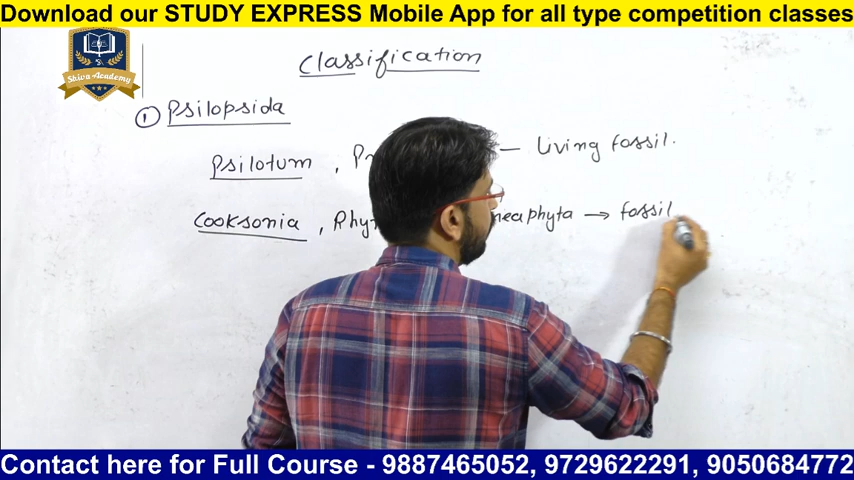 Download our STUDY EXPRESS Mobile App for all type competition classes
Shiva Academy
Classification
① Psilopsida
Psilotum , — Living fossil.
Cooksonia , → fossil
Contact here for Full Course - 9887465052, 9729622291, 9050684772